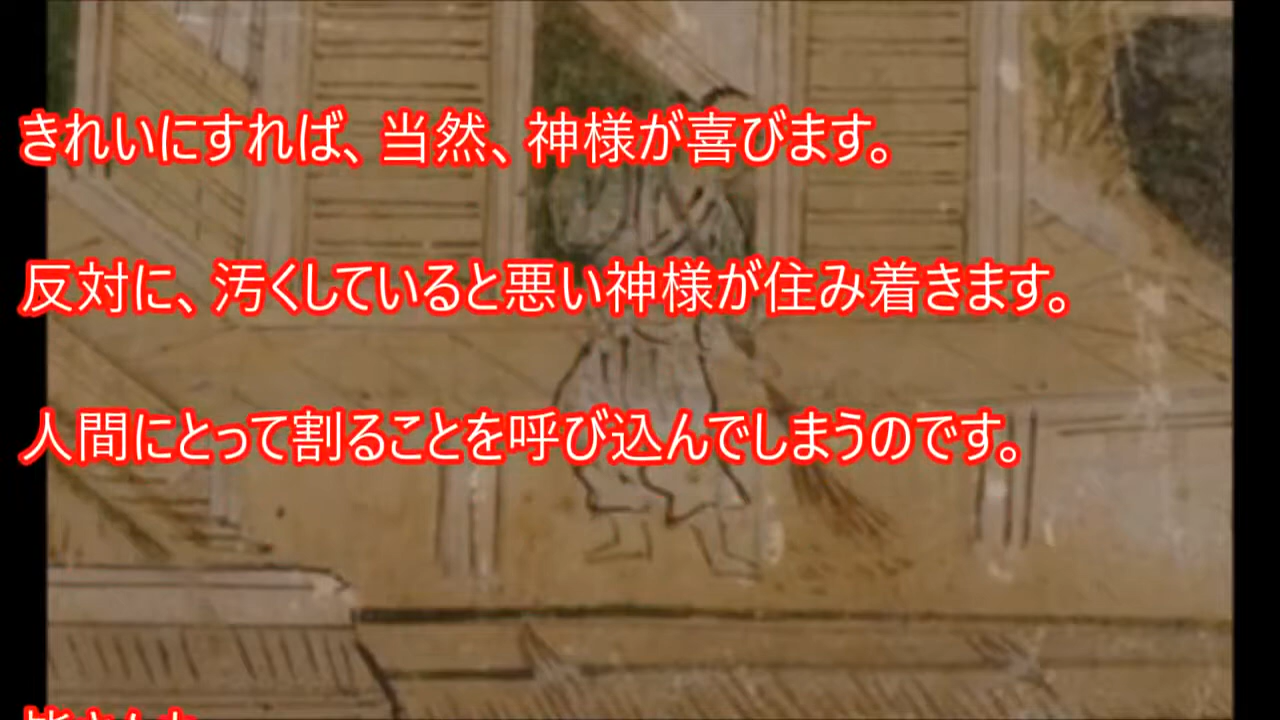 きれいにすれば、当然、神様が喜びます。
反対に、汚くしていると悪い神様が住み着きます。
人間にとって割ることを呼び込んでしまうのです。